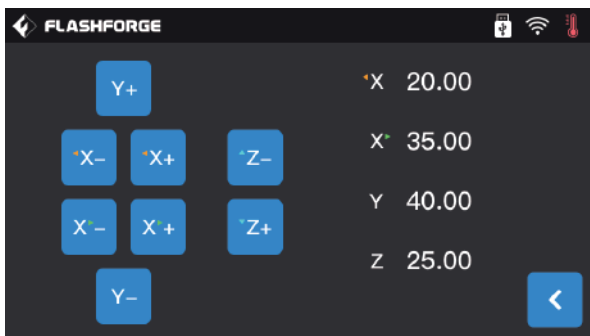 FLASHFORGE
Y+
X− X+ Z−
X− X+ Z+
Y−
X 20.00
X 35.00
Y 40.00
Z 25.00